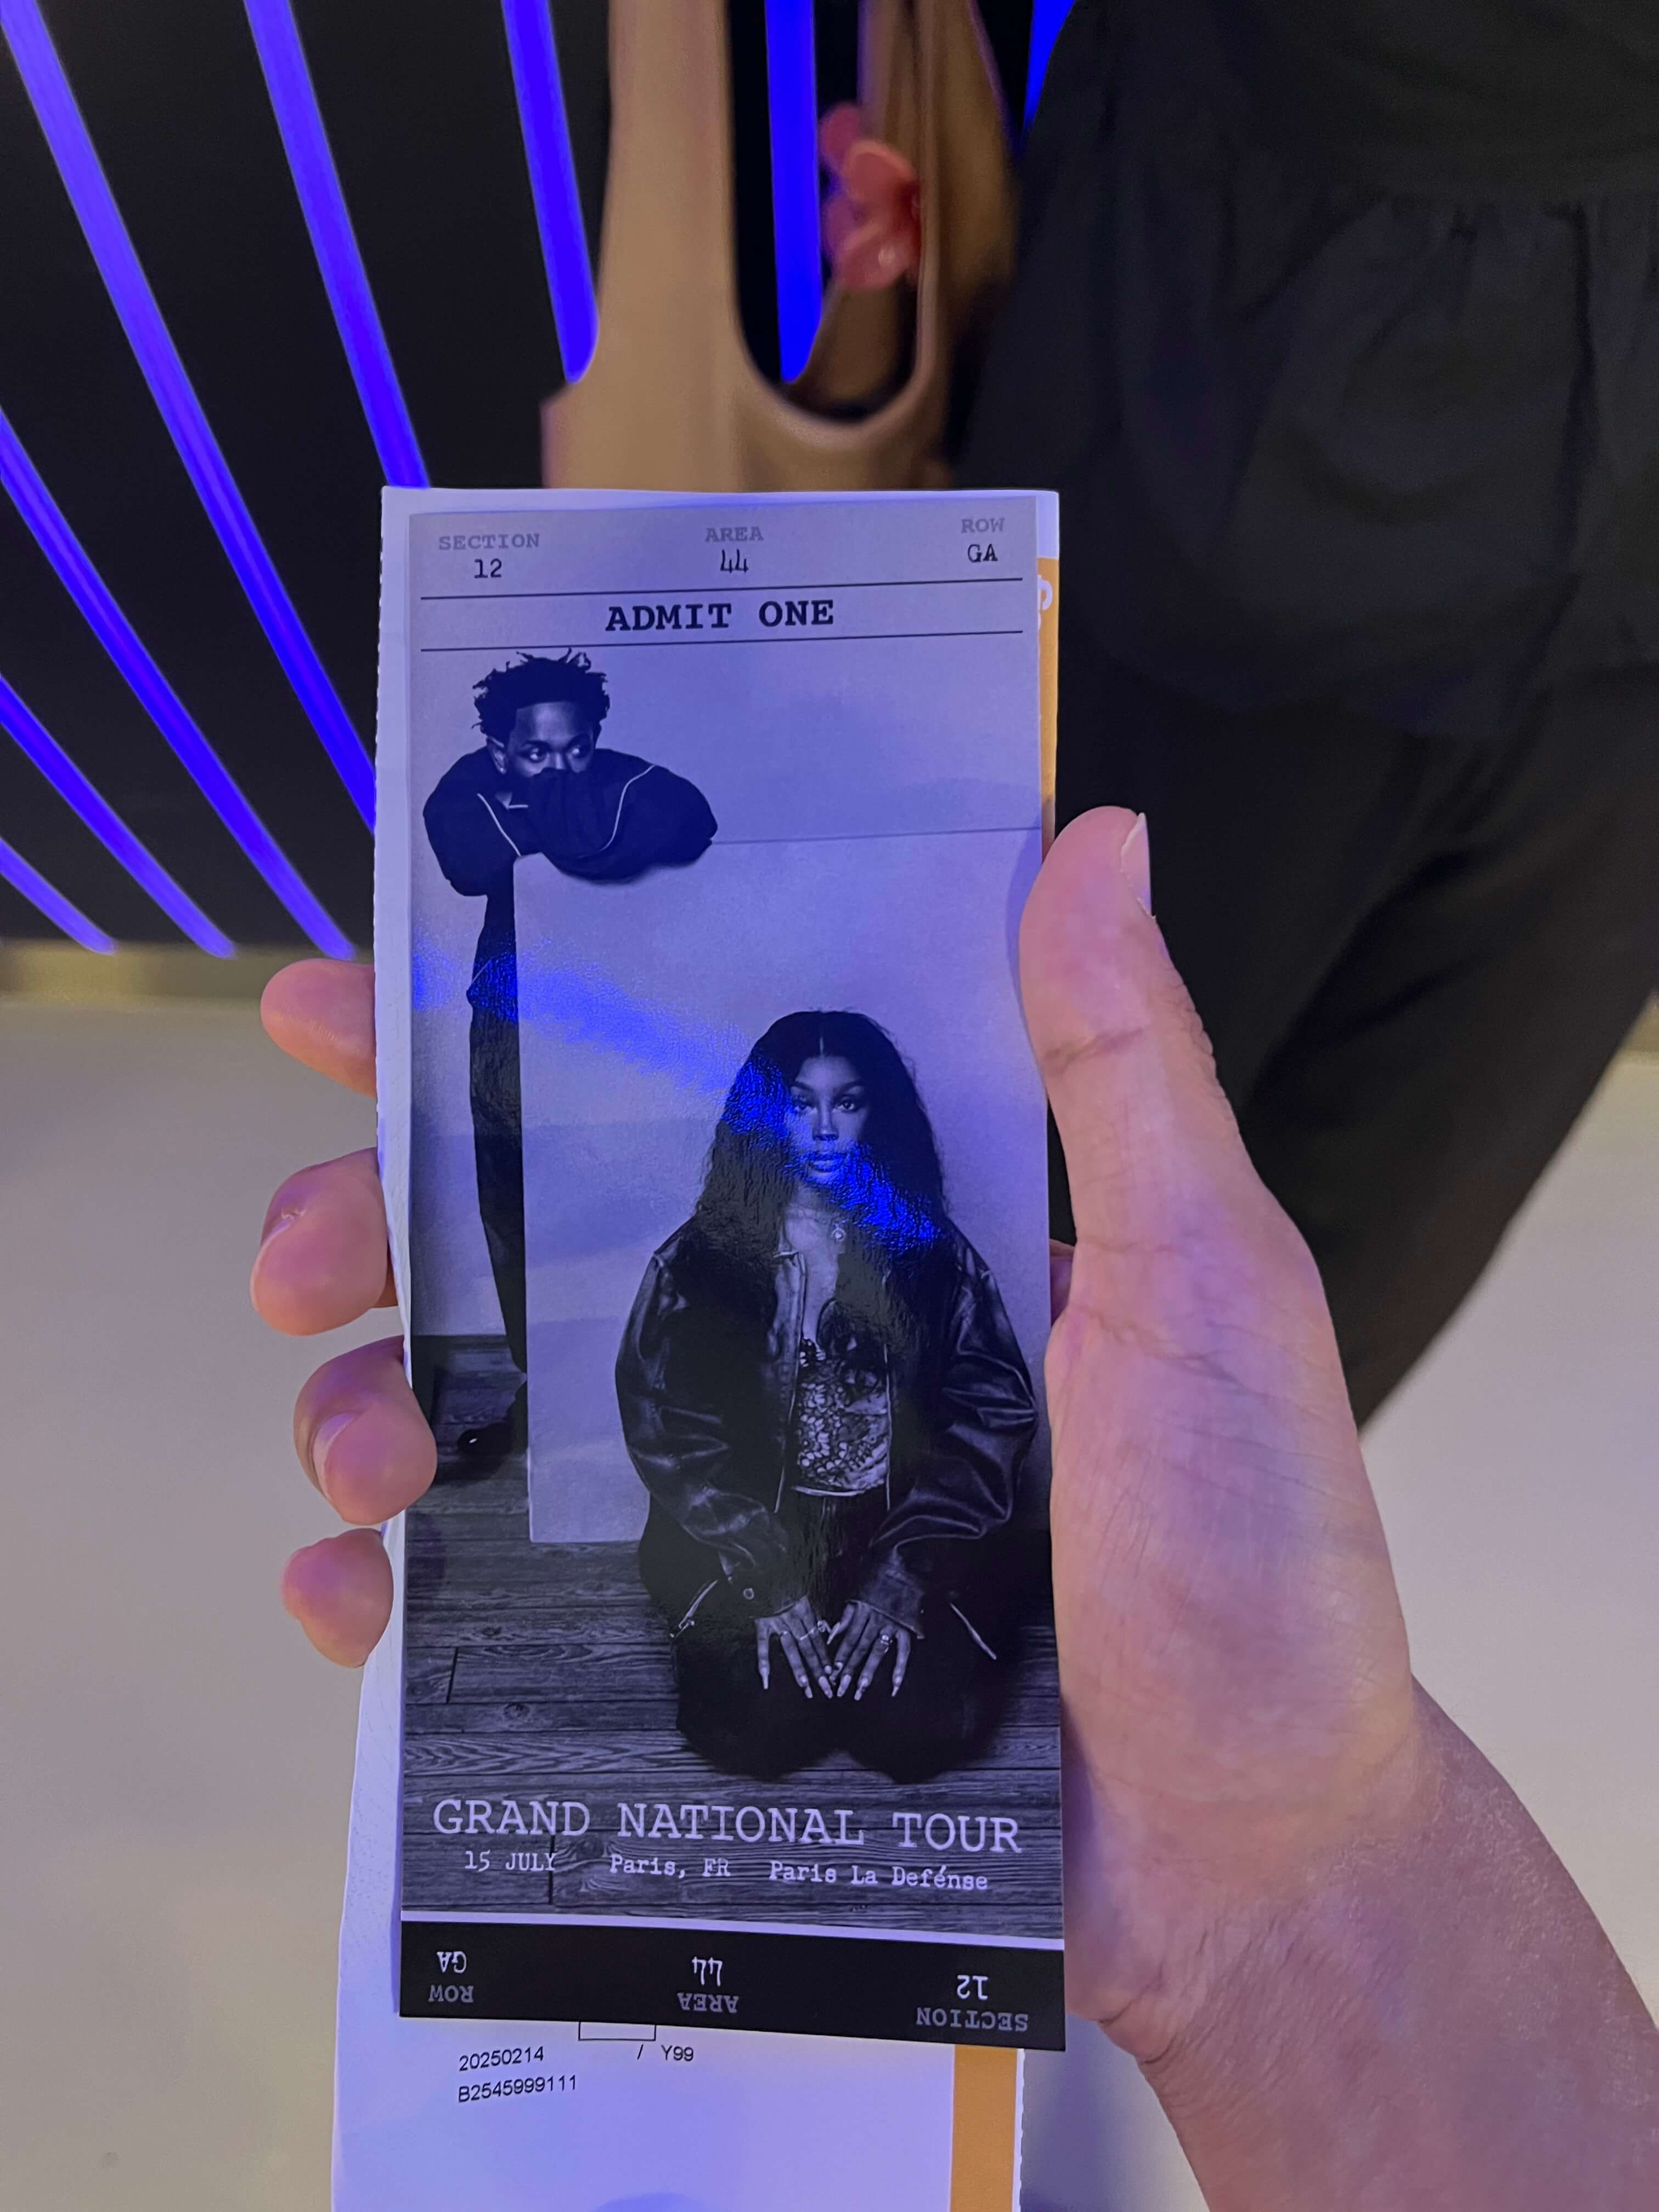 SECTION AREA ROW
12 44 GA
ADMIT ONE
GRAND NATIONAL TOUR
15 JULY Paris, FR Paris La Defénse
SECTION AREA ROW
12 44 GA
20250214 / Y99
B2545999111